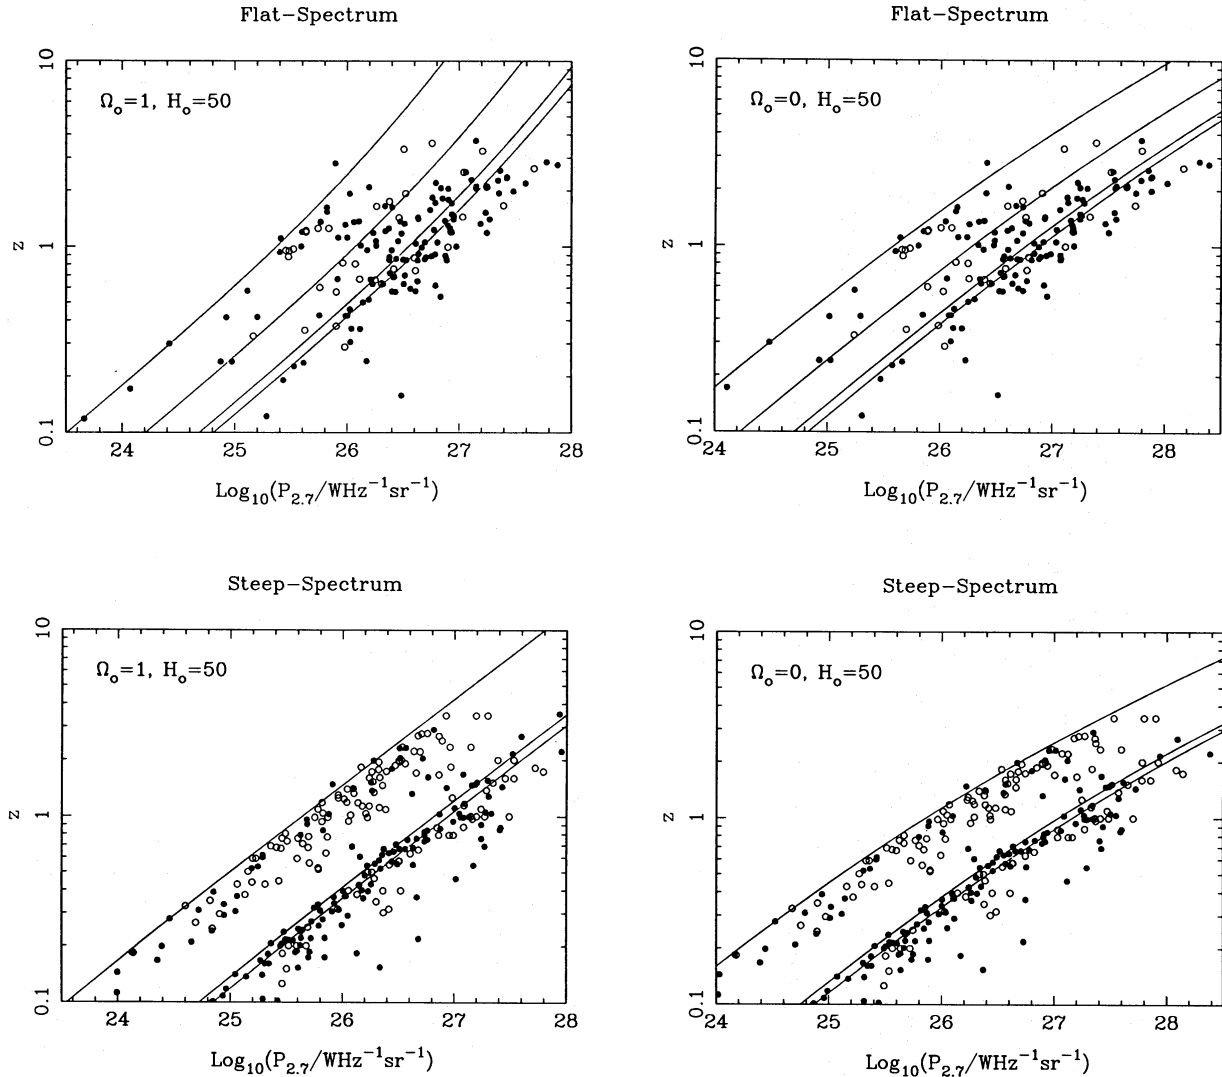 Flat-Spectrum
10
Ω₀=1, H₀=50
1
z
0.1
24 25 26 27 28
Log₁₀(P₂.₇/WHz⁻¹sr⁻¹)
Flat-Spectrum
10
Ω₀=0, H₀=50
1
z
0.1
24 25 26 27 28
Log₁₀(P₂.₇/WHz⁻¹sr⁻¹)
Steep-Spectrum
10
Ω₀=1, H₀=50
1
z
0.1
24 25 26 27 28
Log₁₀(P₂.₇/WHz⁻¹sr⁻¹)
Steep-Spectrum
10
Ω₀=0, H₀=50
1
z
0.1
24 25 26 27 28
Log₁₀(P₂.₇/WHz⁻¹sr⁻¹)